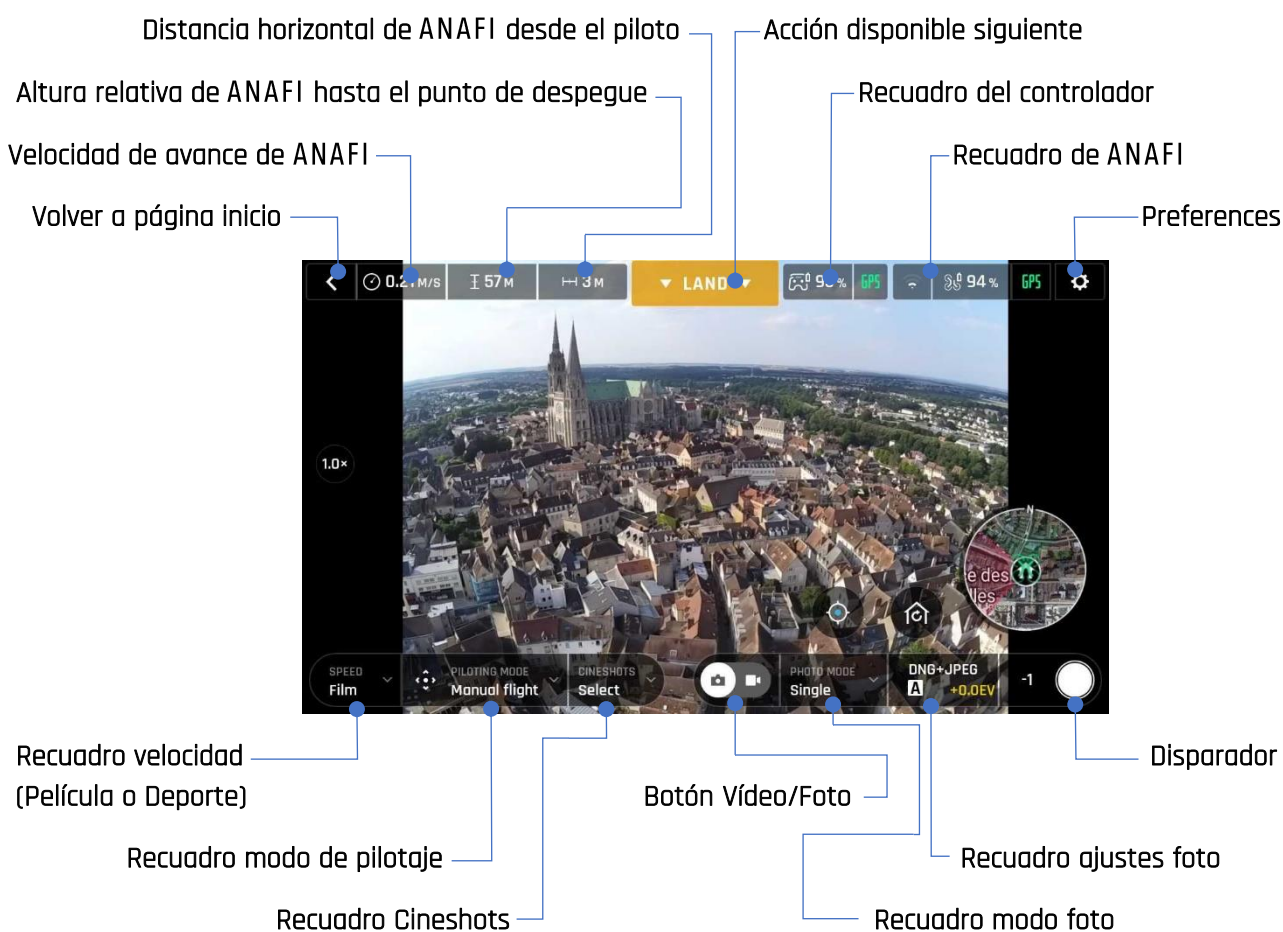 Distancia horizontal de ANAFI desde el piloto
Acción disponible siguiente
Altura relativa de ANAFI hasta el punto de despegue
Recuadro del controlador
Velocidad de avance de ANAFI
Recuadro de ANAFI
Volver a página inicio
Preferences
M/S
57 M
3 M
LAND
%
GPS
94 %
GPS
1.0×
N
e des
lles
SPEED
Film
PILOTING MODE
Manual flight
CINESHOTS
Select
PHOTO MODE
Single
DNG+JPEG
A +0.0EV
-1
Recuadro velocidad
(Película o Deporte)
Disparador
Botón Vídeo/Foto
Recuadro modo de pilotaje
Recuadro ajustes foto
Recuadro Cineshots
Recuadro modo foto